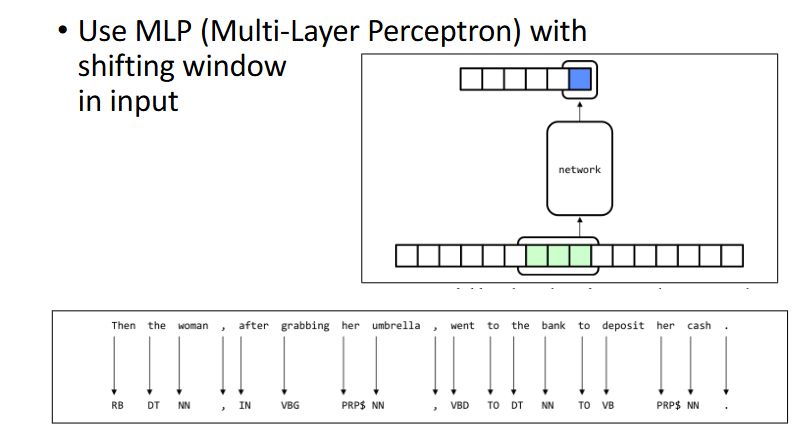 • Use MLP (Multi-Layer Perceptron) with
shifting window
in input
network
Then the woman , after grabbing her umbrella , went to the bank to deposit her cash .
RB DT NN , IN VBG PRP$ NN , VBD TO DT NN TO VB PRP$ NN .